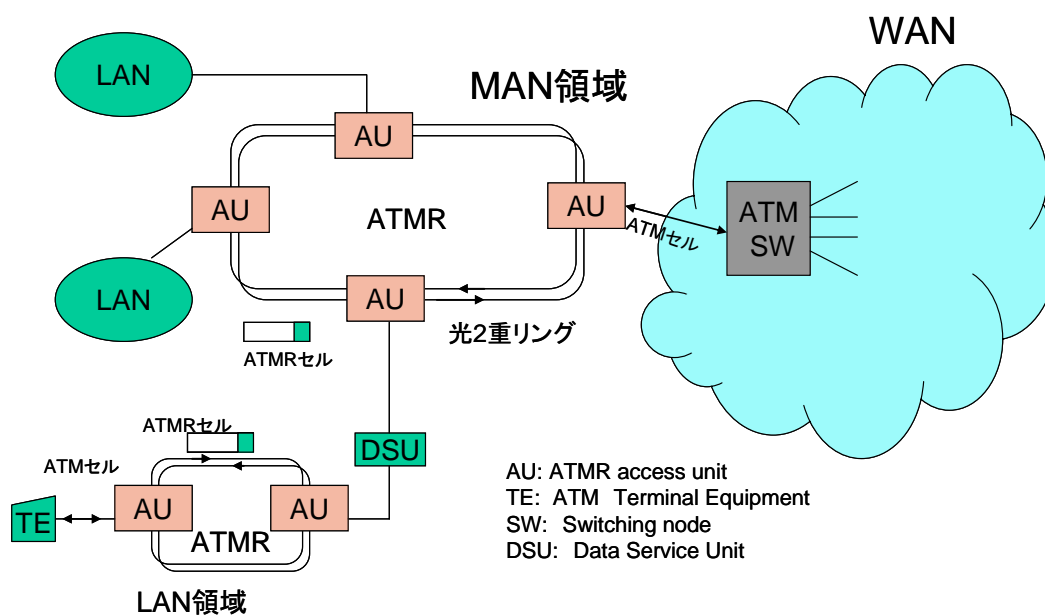 WAN
LAN
MAN領域
AU
AU
AU
ATM
SW
ATMR
ATMセル
LAN
AU
光2重リング
ATMRセル
ATMRセル
DSU
ATMセル
AU
AU
TE
ATMR
LAN領域
AU: ATMR access unit
TE: ATM Terminal Equipment
SW: Switching node
DSU: Data Service Unit